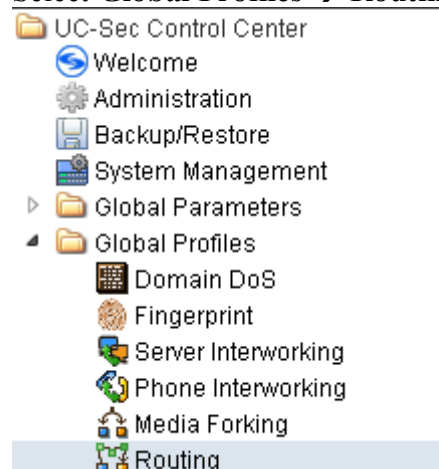 Select Global Profiles → Routin
UC-Sec Control Center
Welcome
Administration
Backup/Restore
System Management
Global Parameters
Global Profiles
Domain DoS
Fingerprint
Server Interworking
Phone Interworking
Media Forking
Routing